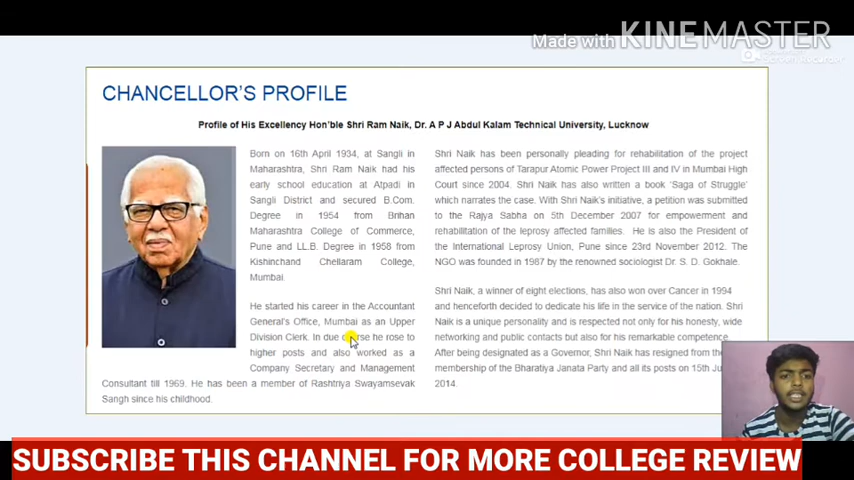 Made with KINEMASTER
CHANCELLOR'S PROFILE
Profile of His Excellency Hon'ble Shri Ram Naik, Dr. A P J Abdul Kalam Technical University, Lucknow
Born on 16th April 1934, at Sangli in
Maharashtra, Shri Ram Naik had his
early school education at Atpadi in
Sangli District and secured B.Com.
Degree in 1954 from Brihan
Maharashtra College of Commerce,
Pune and LL.B. Degree in 1958 from
Kishinchand Chellaram College,
Mumbai.
He started his career in the Accountant
General's Office, Mumbai as an Upper
Division Clerk. In due course he rose to
higher posts and also worked as a
Company Secretary and Management
Consultant till 1969. He has been a member of Rashtriya Swayamsevak
Sangh since his childhood.
Shri Naik has been personally pleading for rehabilitation of the project
affected persons of Tarapur Atomic Power Project III and IV in Mumbai High
Court since 2004. Shri Naik has also written a book 'Saga of Struggle'
which narrates the case. With Shri Naik's initiative, a petition was submitted
to the Rajya Sabha on 5th December 2007 for empowerment and
rehabilitation of the leprosy affected families. He is also the President of
the International Leprosy Union, Pune since 23rd November 2012. The
NGO was founded in 1987 by the renowned sociologist Dr. S. D. Gokhale.
Shri Naik, a winner of eight elections, has also won over Cancer in 1994
and henceforth decided to dedicate his life in the service of the nation. Shri
Naik is a unique personality and is respected not only for his honesty, wide
networking and public contacts but also for his remarkable competence.
After being designated as a Governor, Shri Naik has resigned from the
membership of the Bharatiya Janata Party and all its posts on 15th
2014.
SUBSCRIBE THIS CHANNEL FOR MORE COLLEGE REVIEW